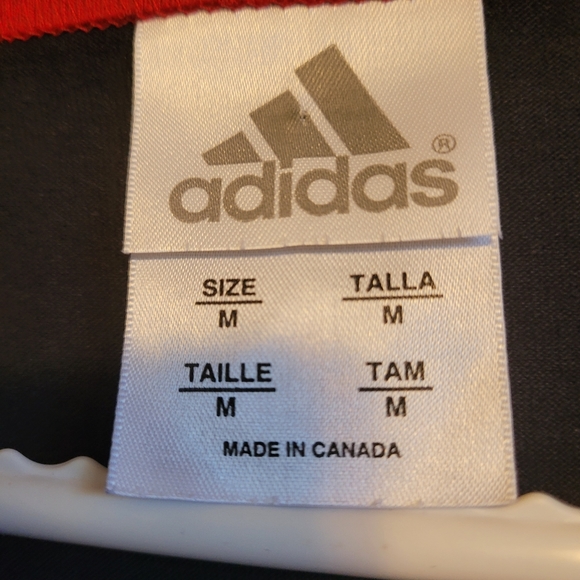 adidas®
SIZE TALLA
M M
TAILLE TAM
M M
MADE IN CANADA